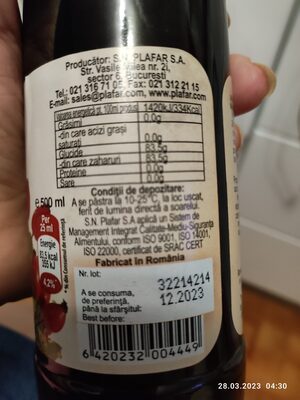 Producător: S.N. PLAFAR S.A.
sector 6, București
Tel.: 021 316 71 05, Fax: 021 312 21 15
E-mail: sales@plafar.com, www.plafar.com
100ml produs 1420kJ/334Kcal
Grăsimi 0.0g
-din care acizi grași
saturați 0.0g
Glucide 83.5g
-din care zaharuri 83.5g
Proteine 0.0g
Sare 0.0g
℮500 ml
Condiții de depozitare:
A se păstra la 10-25 °C, la loc uscat,
ferit de lumina directă a soarelui.
S.N. Plafar S.A aplică un Sistem de
Management Integrat Calitate-Mediu-Siguranța
Alimentului, conform ISO 9001, ISO 14001,
ISO 22000, certificat de SRAC CERT
Fabricat în România
Per
25 ml
Energie
355 kJ
4.2%*
Nr. lot:
32214214
A se consuma,
de preferință,
până la sfârșitul:
12.2023
Best before:
6 420232 004449
28.03.2023 04:30